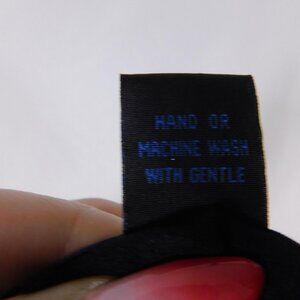 HAND OR
MACHINE WASH
WITH GENTLE